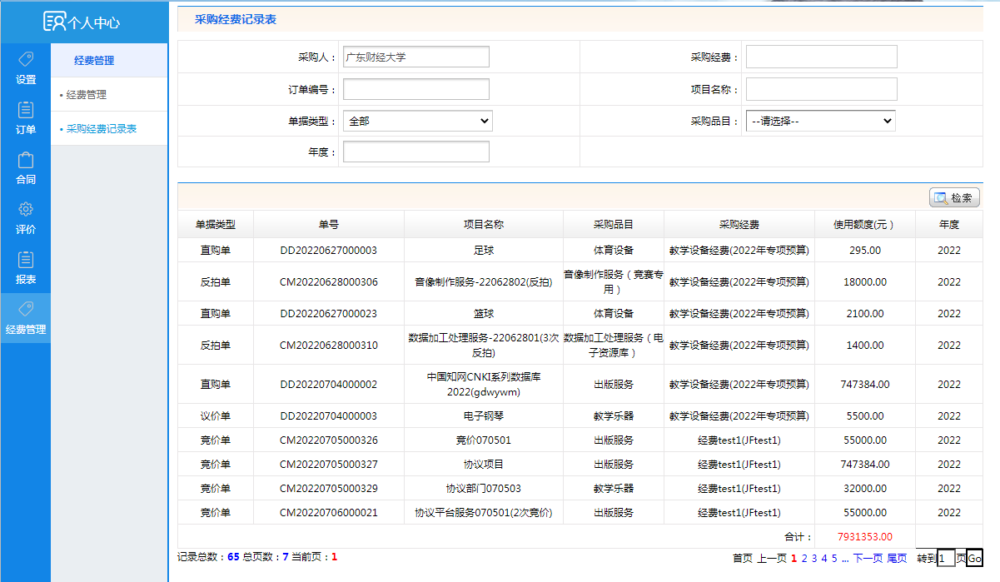 个人中心
设置
订单
合同
评价
报表
经费管理
经费管理
• 经费管理
• 采购经费记录表
采购经费记录表
采购人： 广东财经大学 采购经费：
订单编号： 项目名称：
单据类型： 全部 采购品目： --请选择--
年度：
检索
单据类型 单号 项目名称 采购品目 采购经费 使用额度(元 ) 年度
直购单 DD20220627000003 足球 体育设备 教学设备经费(2022年专项预算) 295.00 2022
反拍单 CM20220628000306 音像制作服务-22062802(反拍) 音像制作服务（竞赛专
用） 教学设备经费(2022年专项预算) 18000.00 2022
直购单 DD20220627000023 篮球 体育设备 教学设备经费(2022年专项预算) 2100.00 2022
反拍单 CM20220628000310 数据加工处理服务-22062801(3次
反拍) 数据加工处理服务（电
子资源库） 教学设备经费(2022年专项预算) 1400.00 2022
直购单 DD20220704000002 中国知网CNKI系列数据库
2022(gdwywm) 出版服务 教学设备经费(2022年专项预算) 747384.00 2022
议价单 DD20220704000003 电子钢琴 教学乐器 教学设备经费(2022年专项预算) 5500.00 2022
竞价单 CM20220705000326 竞价070501 出版服务 经费test1(JFtest1) 55000.00 2022
竞价单 CM20220705000327 协议项目 出版服务 经费test1(JFtest1) 747384.00 2022
竞价单 CM20220705000329 协议部门070503 教学乐器 经费test1(JFtest1) 32000.00 2022
竞价单 CM20220706000021 协议平台服务070501(2次竞价) 出版服务 经费test1(JFtest1) 55000.00 2022
合计： 7931353.00
记录总数：65 总页数：7 当前页：1 首页 上一页 1 2 3 4 5 ... 下一页 尾页 转到 1 页 Go